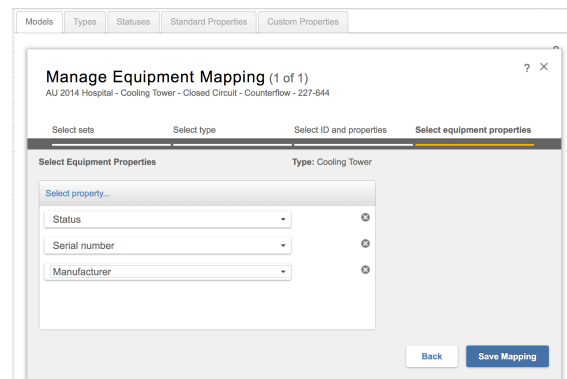 Models Types Statuses Standard Properties Custom Properties
Manage Equipment Mapping (1 of 1)
? ×
AU 2014 Hospital - Cooling Tower - Closed Circuit - Counterflow - 227-644
Select sets Select type Select ID and properties Select equipment properties
Select Equipment Properties Type: Cooling Tower
Select property...
Status
Serial number
Manufacturer
Back Save Mapping